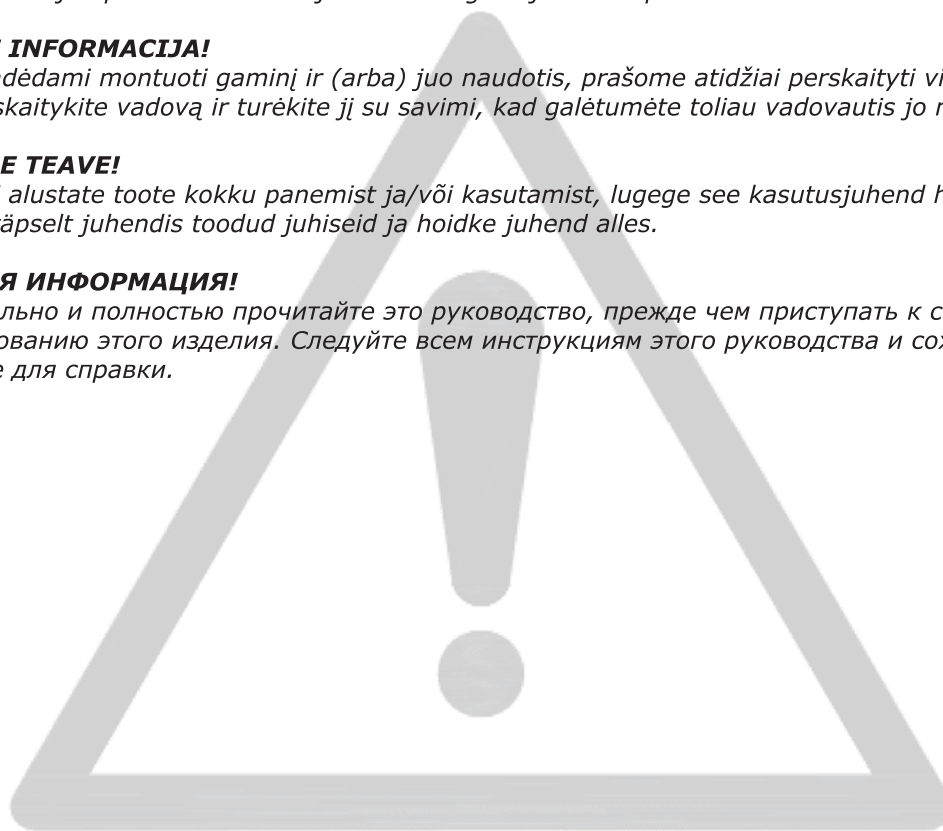 INFORMACIJA!
dėdami montuoti gaminį ir (arba) juo naudotis, prašome atidžiai perskaityti vi
skaitykite vadovą ir turėkite jį su savimi, kad galėtumėte toliau vadovautis jo
E TEAVE!
alustate toote kokku panemist ja/või kasutamist, lugege see kasutusjuhend h
äpselt juhendis toodud juhiseid ja hoidke juhend alles.
Я ИНФОРМАЦИЯ!
льно и полностью прочитайте это руководство, прежде чем приступать к с
ованию этого изделия. Следуйте всем инструкциям этого руководства и сох
е для справки.